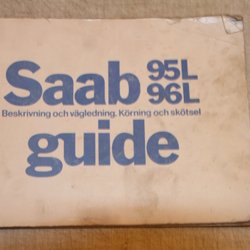 Saab 95L
96L
Beskrivning och vägledning. Körning och skötsel
guide